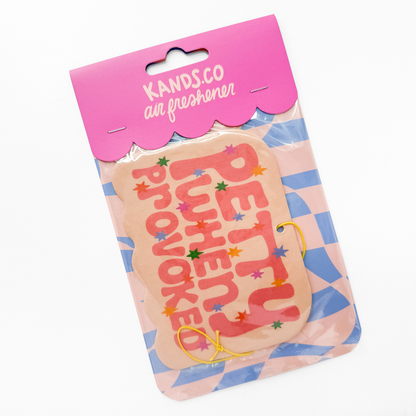 KANDS.CO
air freshener
PETTY
WHEN
PROVOKED